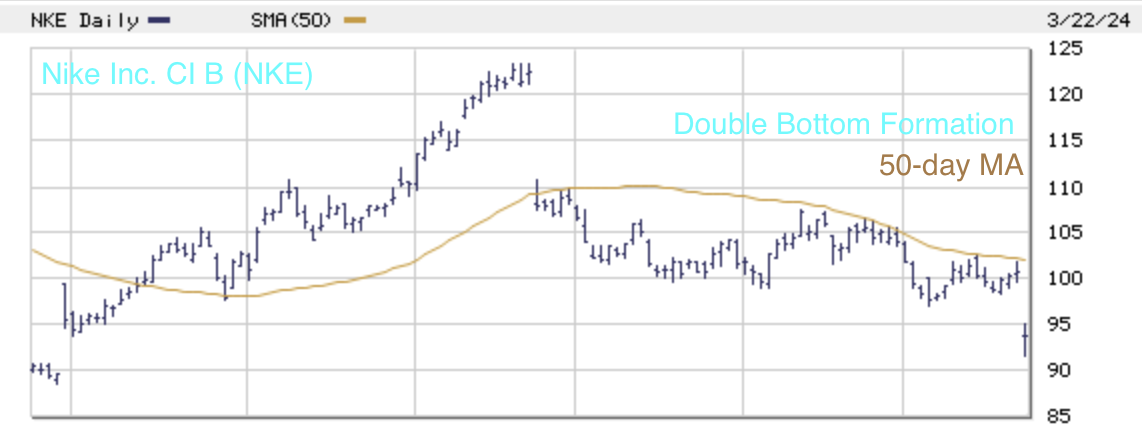 NKE Daily SMA(50) 3/22/24
125
Nike Inc. Cl B (NKE)
120
Double Bottom Formation
115
50-day MA
110
105
100
95
90
85